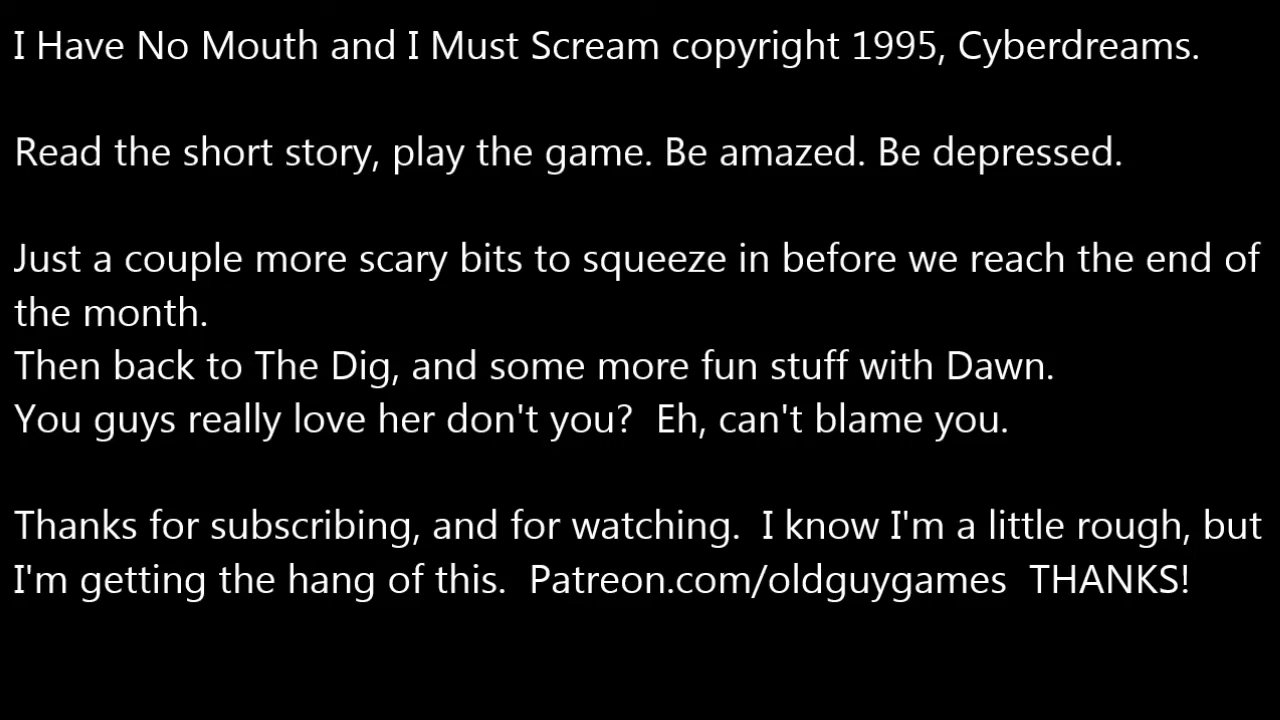 I Have No Mouth and I Must Scream copyright 1995, Cyberdreams.
Read the short story, play the game. Be amazed. Be depressed.
Just a couple more scary bits to squeeze in before we reach the end of
the month.
Then back to The Dig, and some more fun stuff with Dawn.
You guys really love her don't you?  Eh, can't blame you.
Thanks for subscribing, and for watching.  I know I'm a little rough, but
I'm getting the hang of this.  Patreon.com/oldguygames  THANKS!